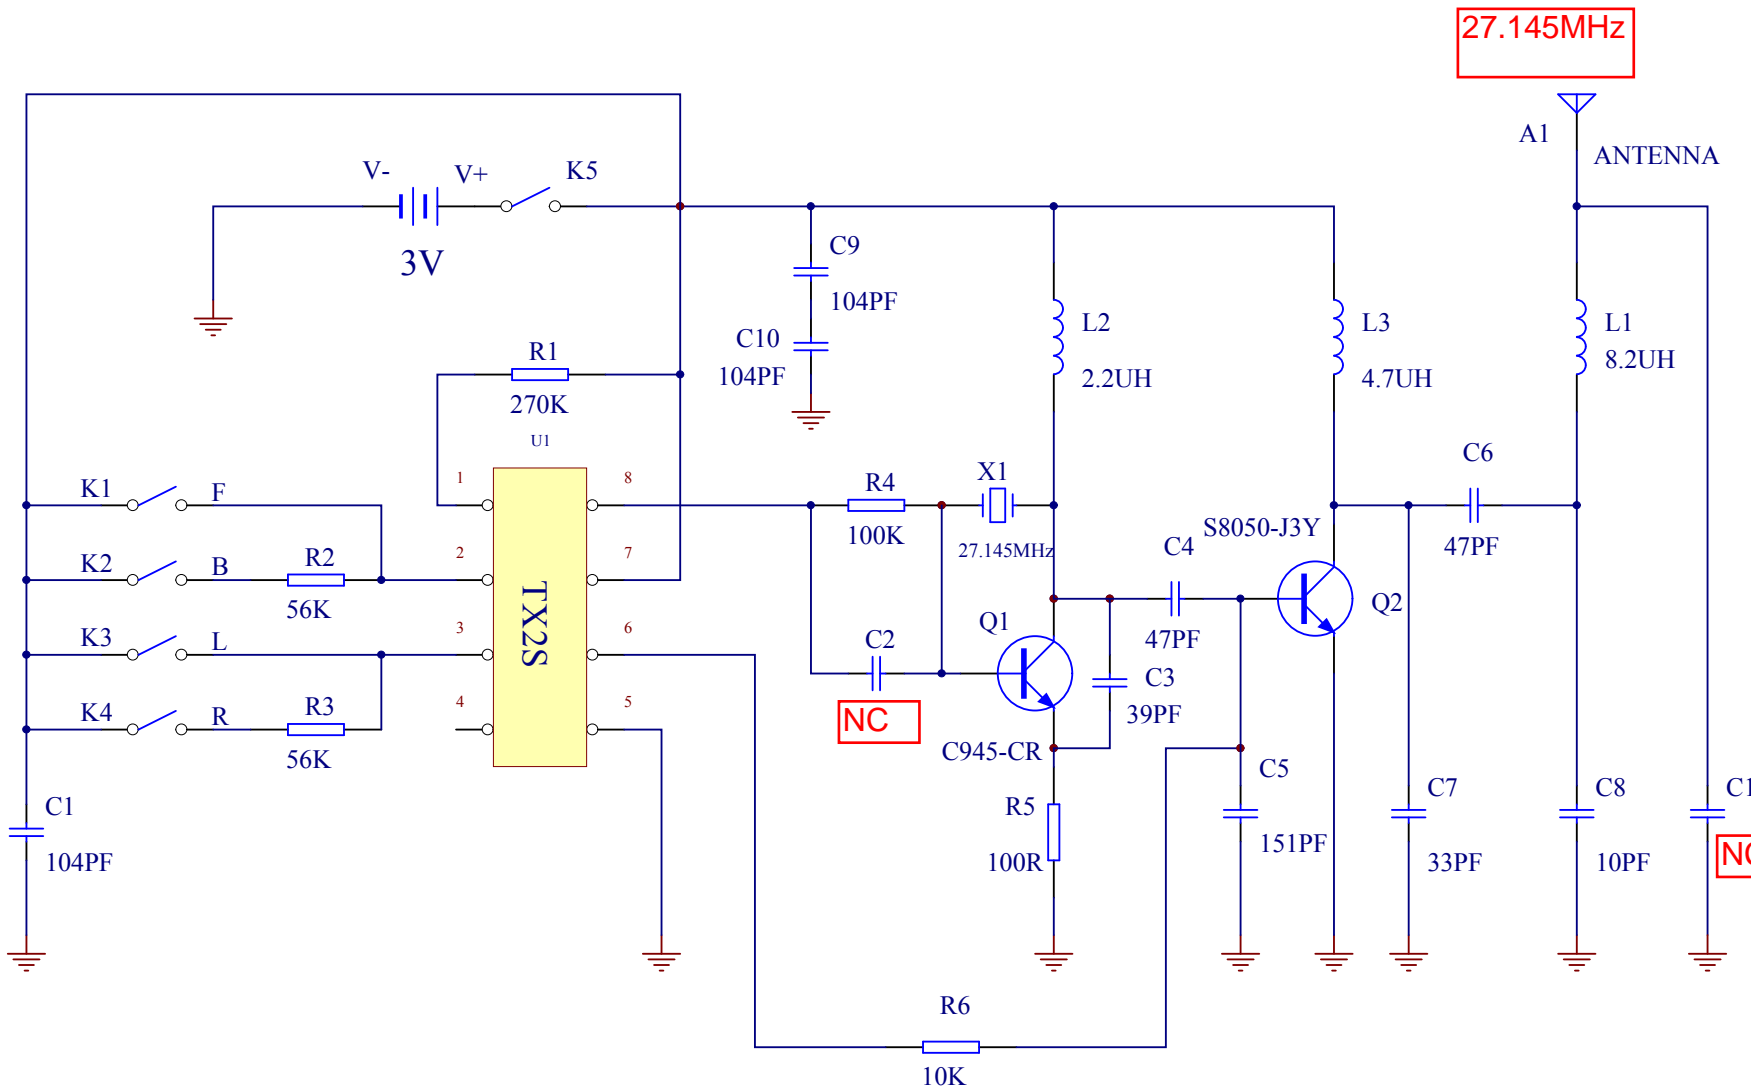 27.145MHz
A1
ANTENNA
V-
V+
K5
3V
C9
104PF
C10
104PF
L2
2.2UH
L3
4.7UH
L1
8.2UH
R1
270K
U1
K1
F
K2
B
R2
56K
K3
L
K4
R
R3
56K
C1
104PF
1
2
3
4
8
7
6
5
TX2S
R4
100K
X1
27.145MHz
C2
NC
Q1
C945-CR
C3
39PF
C4
47PF
S8050-J3Y
Q2
C6
47PF
R5
100R
C5
151PF
C7
33PF
C8
10PF
R6
10K